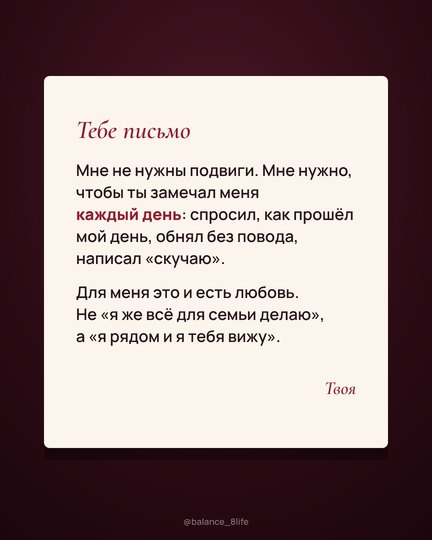 Тебе письмо
Мне не нужны подвиги. Мне нужно,
чтобы ты замечал меня
каждый день: спросил, как прошёл
мой день, обнял без повода,
написал «скучаю».
Для меня это и есть любовь.
Не «я же всё для семьи делаю»,
а «я рядом и я тебя вижу».
Твоя
@balance_8life